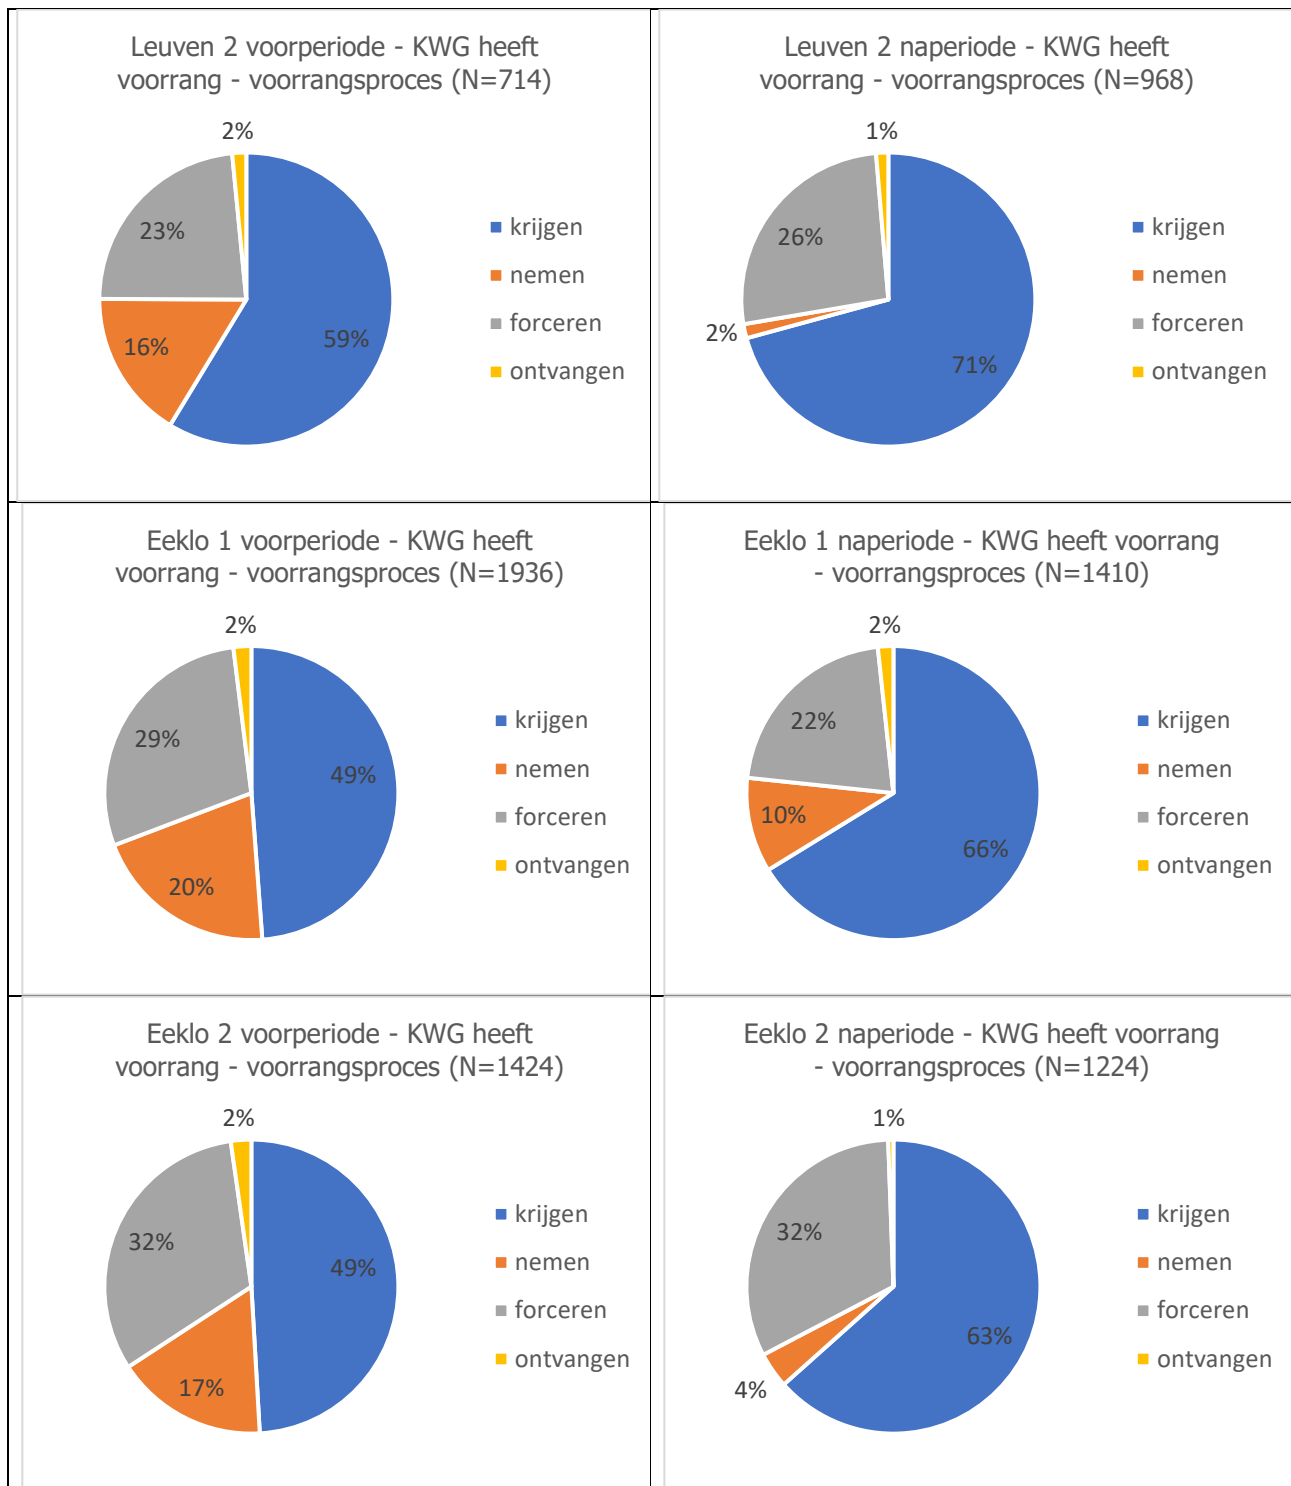 Leuven 2 voorperiode - KWG heeft
voorrang - voorrangsproces (N=714)
2%
23%
16%
59%
krijgen
nemen
forceren
ontvangen
Leuven 2 naperiode - KWG heeft
voorrang - voorrangsproces (N=968)
1%
26%
2%
71%
krijgen
nemen
forceren
ontvangen
Eeklo 1 voorperiode - KWG heeft
voorrang - voorrangsproces (N=1936)
2%
29%
49%
20%
krijgen
nemen
forceren
ontvangen
Eeklo 1 naperiode - KWG heeft voorrang
- voorrangsproces (N=1410)
2%
22%
10%
66%
krijgen
nemen
forceren
ontvangen
Eeklo 2 voorperiode - KWG heeft
voorrang - voorrangsproces (N=1424)
2%
32%
49%
17%
krijgen
nemen
forceren
ontvangen
Eeklo 2 naperiode - KWG heeft voorrang
- voorrangsproces (N=1224)
1%
32%
63%
4%
krijgen
nemen
forceren
ontvangen